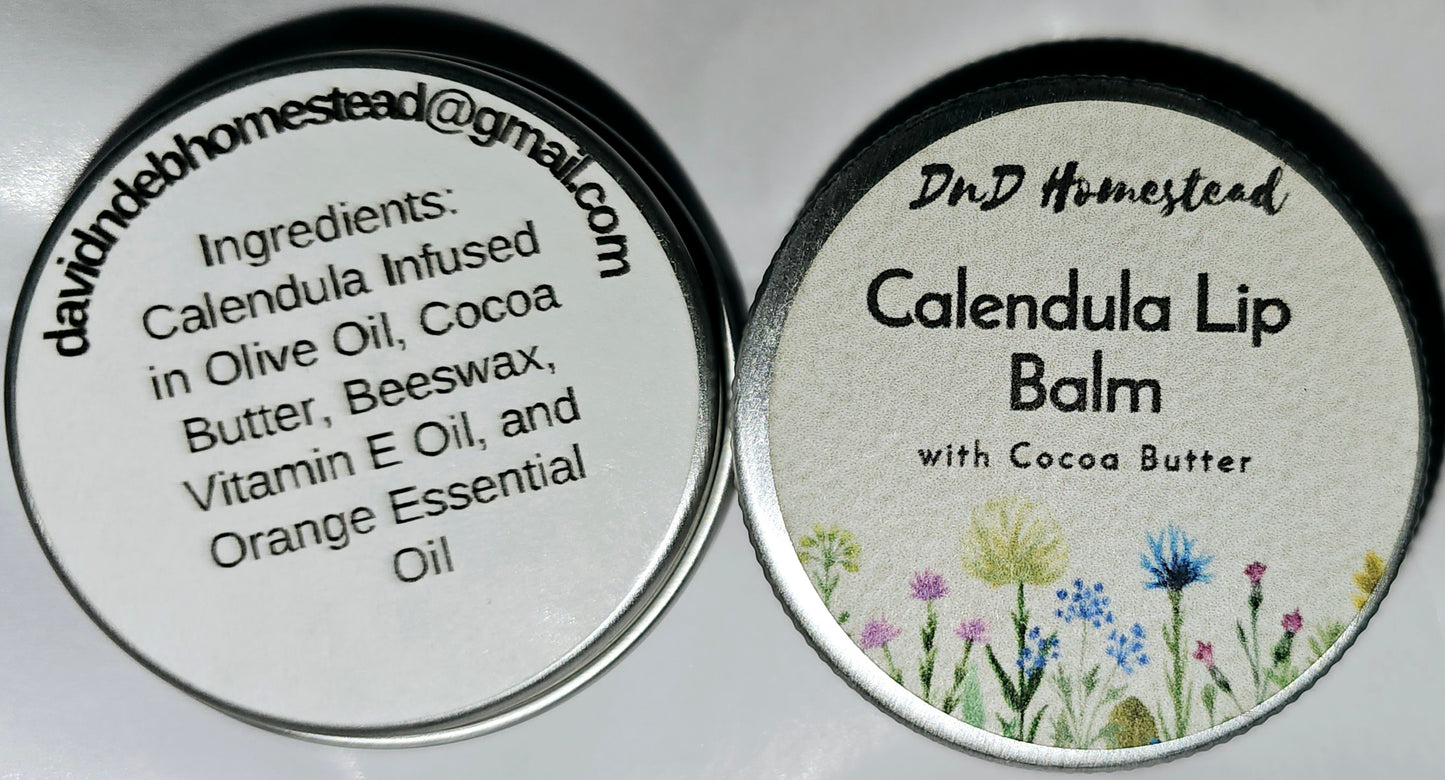 davidndebhomestead@gmail.com
Ingredients:
Calendula Infused
in Olive Oil, Cocoa
Butter, Beeswax,
Vitamin E Oil, and
Orange Essential
Oil
DnD Homestead
Calendula Lip
Balm
with Cocoa Butter